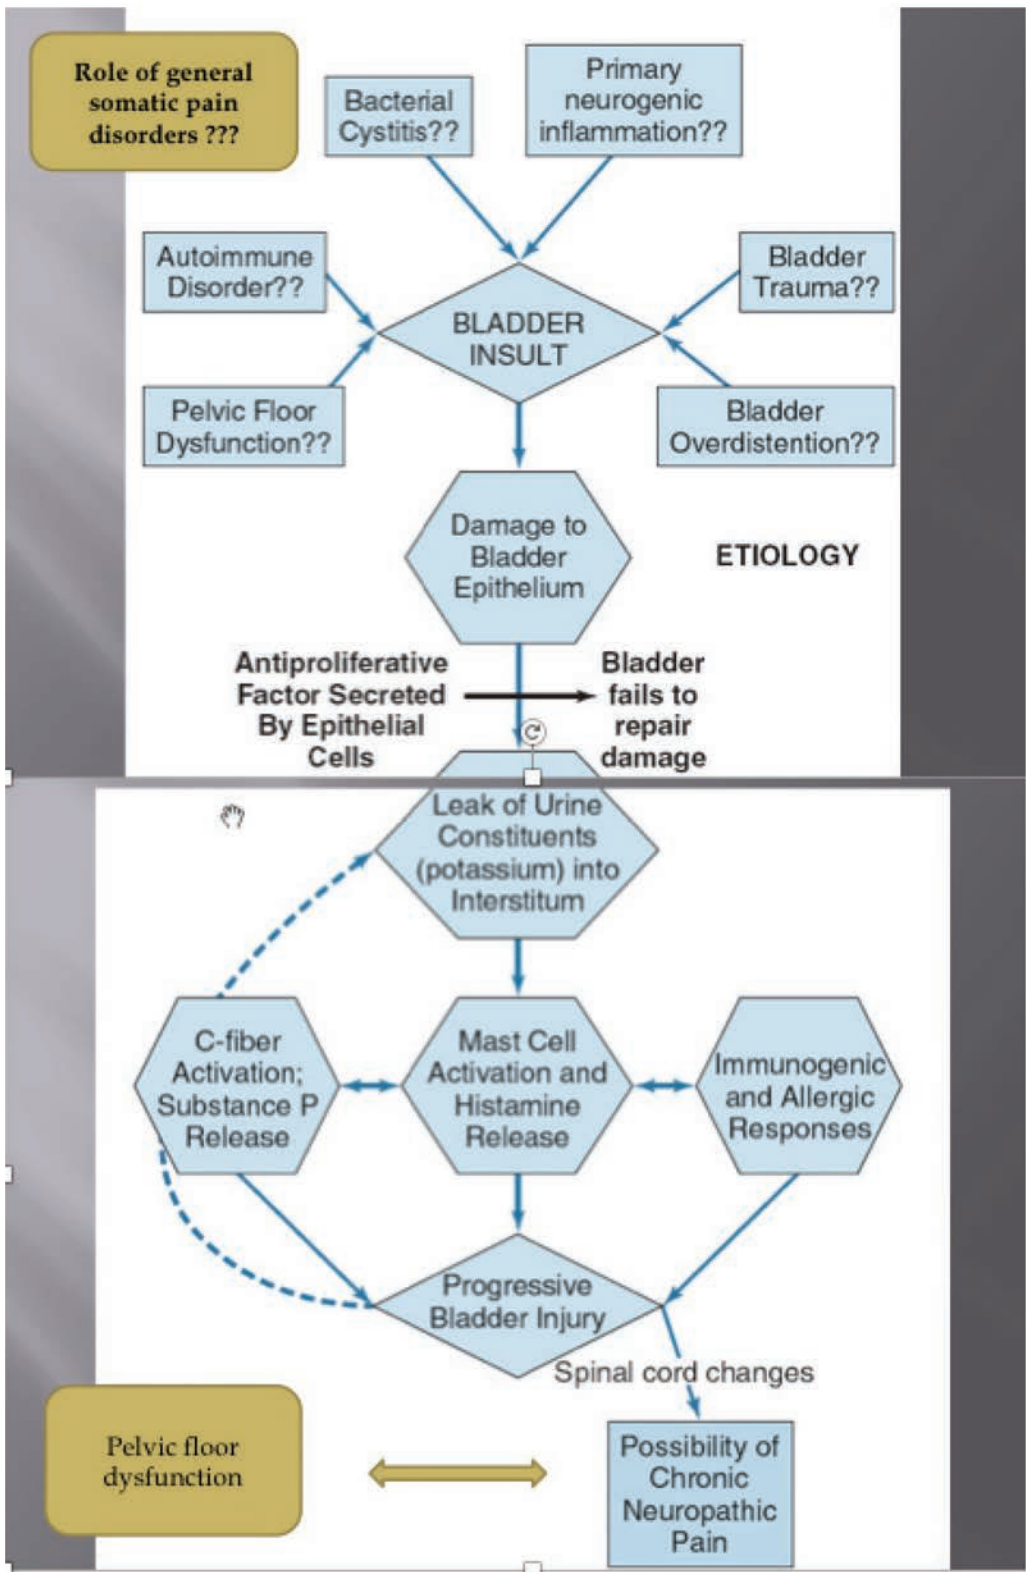 Role of general
somatic pain
disorders ???
Bacterial
Cystitis??
Primary
neurogenic
inflammation??
Autoimmune
Disorder??
Bladder
Trauma??
BLADDER
INSULT
Pelvic Floor
Dysfunction??
Bladder
Overdistention??
Damage to
Bladder
Epithelium
ETIOLOGY
Antiproliferative
Factor Secreted
By Epithelial
Cells
Bladder
fails to
repair
damage
Leak of Urine
Constituents
(potassium) into
Interstitum
C-fiber
Activation;
Substance P
Release
Mast Cell
Activation and
Histamine
Release
Immunogenic
and Allergic
Responses
Progressive
Bladder Injury
Spinal cord changes
Pelvic floor
dysfunction
Possibility of
Chronic
Neuropathic
Pain